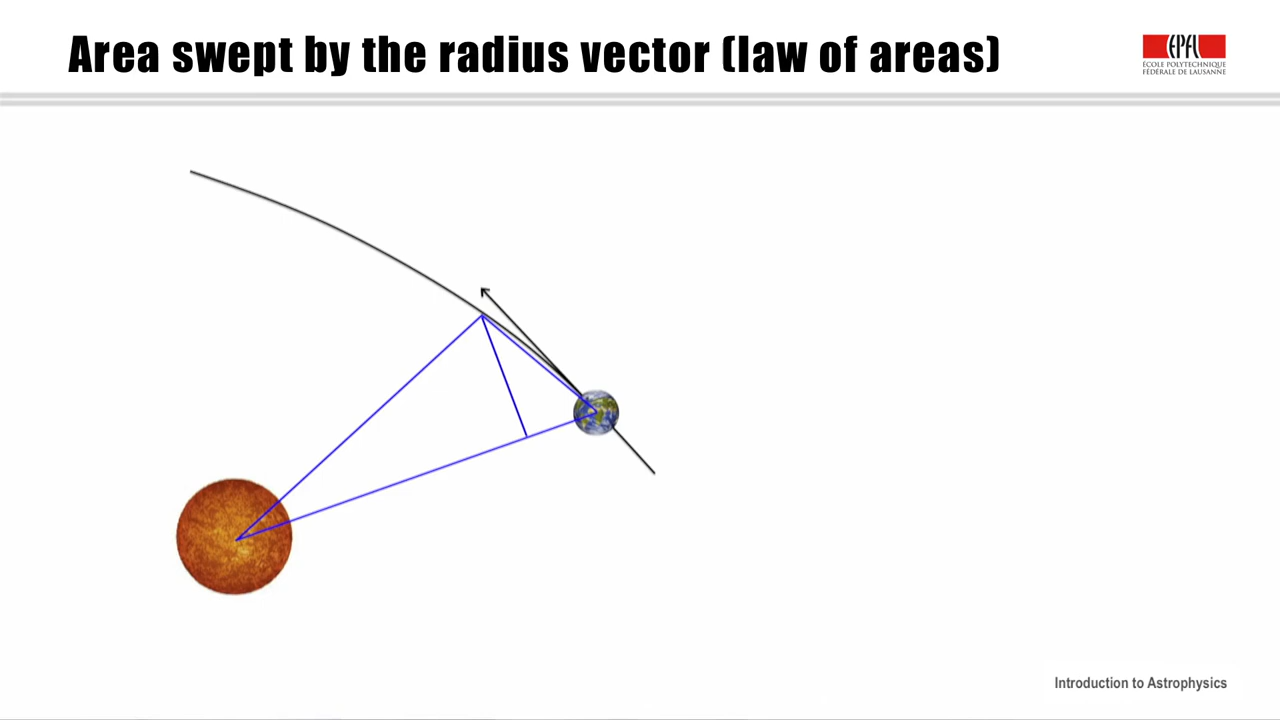 Area swept by the radius vector (law of areas)
EPFL
ÉCOLE POLYTECHNIQUE
FÉDÉRALE DE LAUSANNE
Introduction to Astrophysics